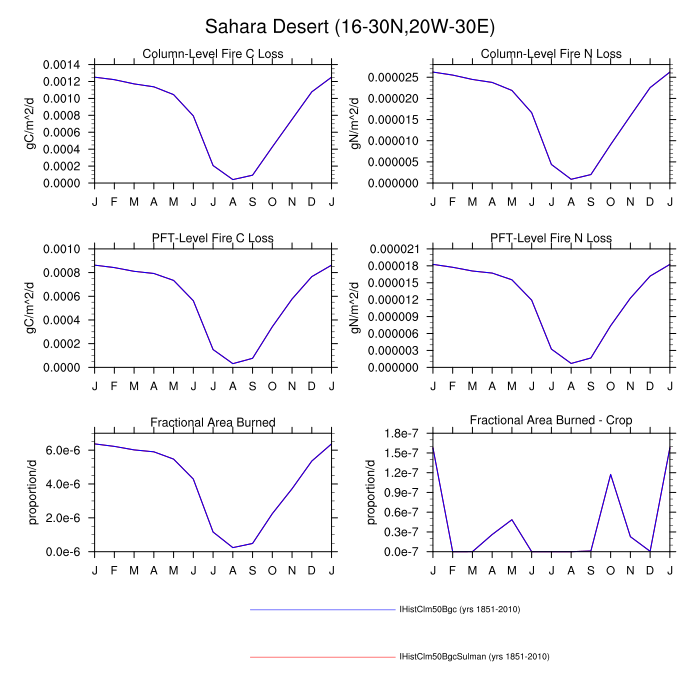 Sahara Desert (16-30N,20W-30E)
Column-Level Fire C Loss
gC/m^2/d
0.0014
0.0012
0.0010
0.0008
0.0006
0.0004
0.0002
0.0000
J F M A M J J A S O N D J
Column-Level Fire N Loss
gN/m^2/d
0.000025
0.000020
0.000015
0.000010
0.000005
0.000000
J F M A M J J A S O N D J
PFT-Level Fire C Loss
gC/m^2/d
0.0010
0.0008
0.0006
0.0004
0.0002
0.0000
J F M A M J J A S O N D J
PFT-Level Fire N Loss
gN/m^2/d
0.000021
0.000018
0.000015
0.000012
0.000009
0.000006
0.000003
0.000000
J F M A M J J A S O N D J
Fractional Area Burned
proportion/d
6.0e-6
4.0e-6
2.0e-6
0.0e-6
J F M A M J J A S O N D J
Fractional Area Burned - Crop
proportion/d
1.8e-7
1.5e-7
1.2e-7
0.9e-7
0.6e-7
0.3e-7
0.0e-7
J F M A M J J A S O N D J
IHistClm50Bgc (yrs 1851-2010)
IHistClm50BgcSulman (yrs 1851-2010)